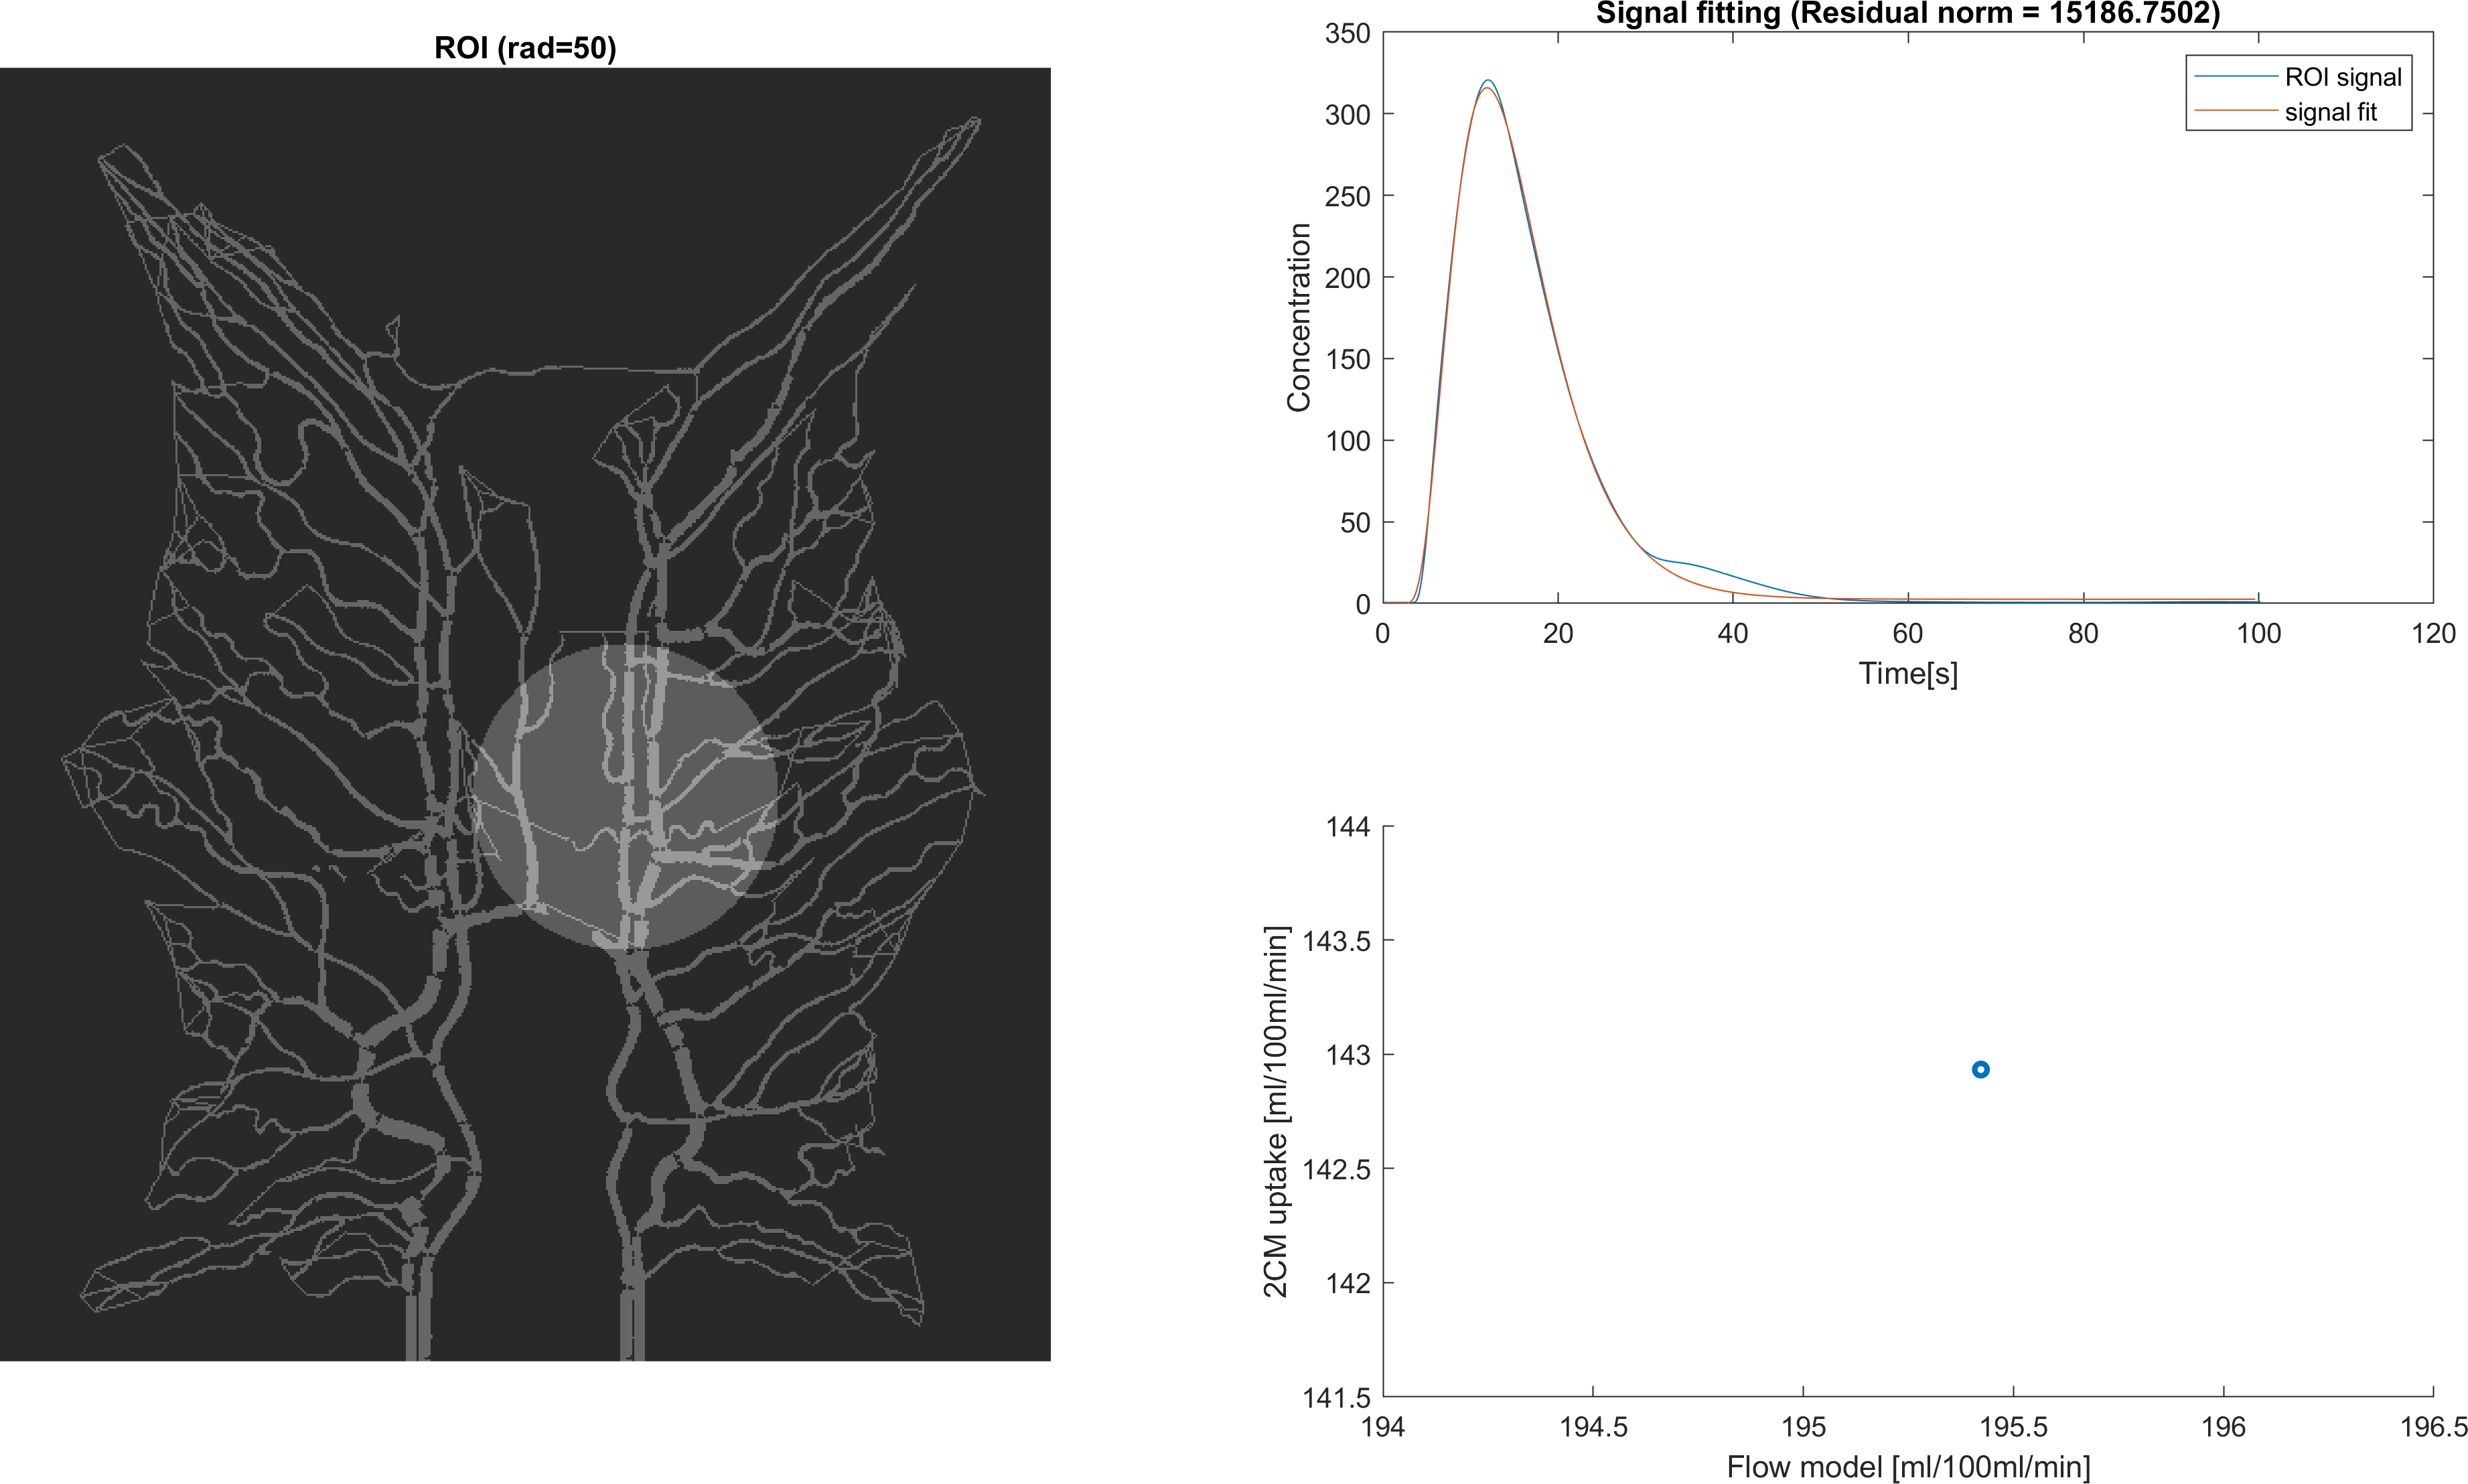 ROI (rad=50)
Signal fitting (Residual norm = 15186.7502)
350
300
250
200
150
100
50
0
Concentration
ROI signal
signal fit
0 20 40 60 80 100 120
Time[s]
144
143.5
143
142.5
142
141.5
2CM uptake [ml/100ml/min]
194 194.5 195 195.5 196 196.5
Flow model [ml/100ml/min]